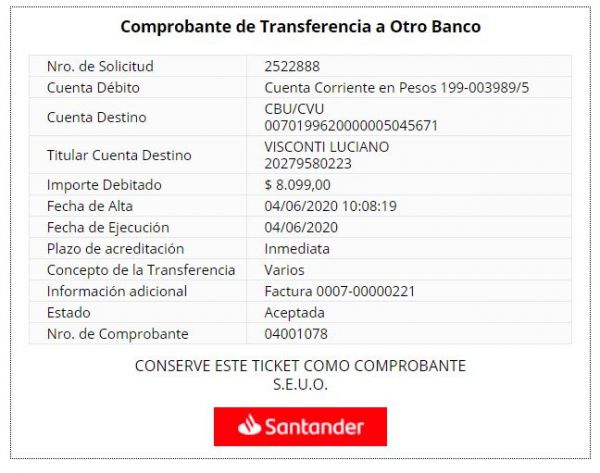 Comprobante de Transferencia a Otro Banco
Nro. de Solicitud 2522888
Cuenta Débito Cuenta Corriente en Pesos 199-003989/5
Cuenta Destino CBU/CVU
0070199620000005045671
Titular Cuenta Destino VISCONTI LUCIANO
20279580223
Importe Debitado $ 8.099,00
Fecha de Alta 04/06/2020 10:08:19
Fecha de Ejecución 04/06/2020
Plazo de acreditación Inmediata
Concepto de la Transferencia Varios
Información adicional Factura 0007-00000221
Estado Aceptada
Nro. de Comprobante 04001078
CONSERVE ESTE TICKET COMO COMPROBANTE
S.E.U.O.
Santander